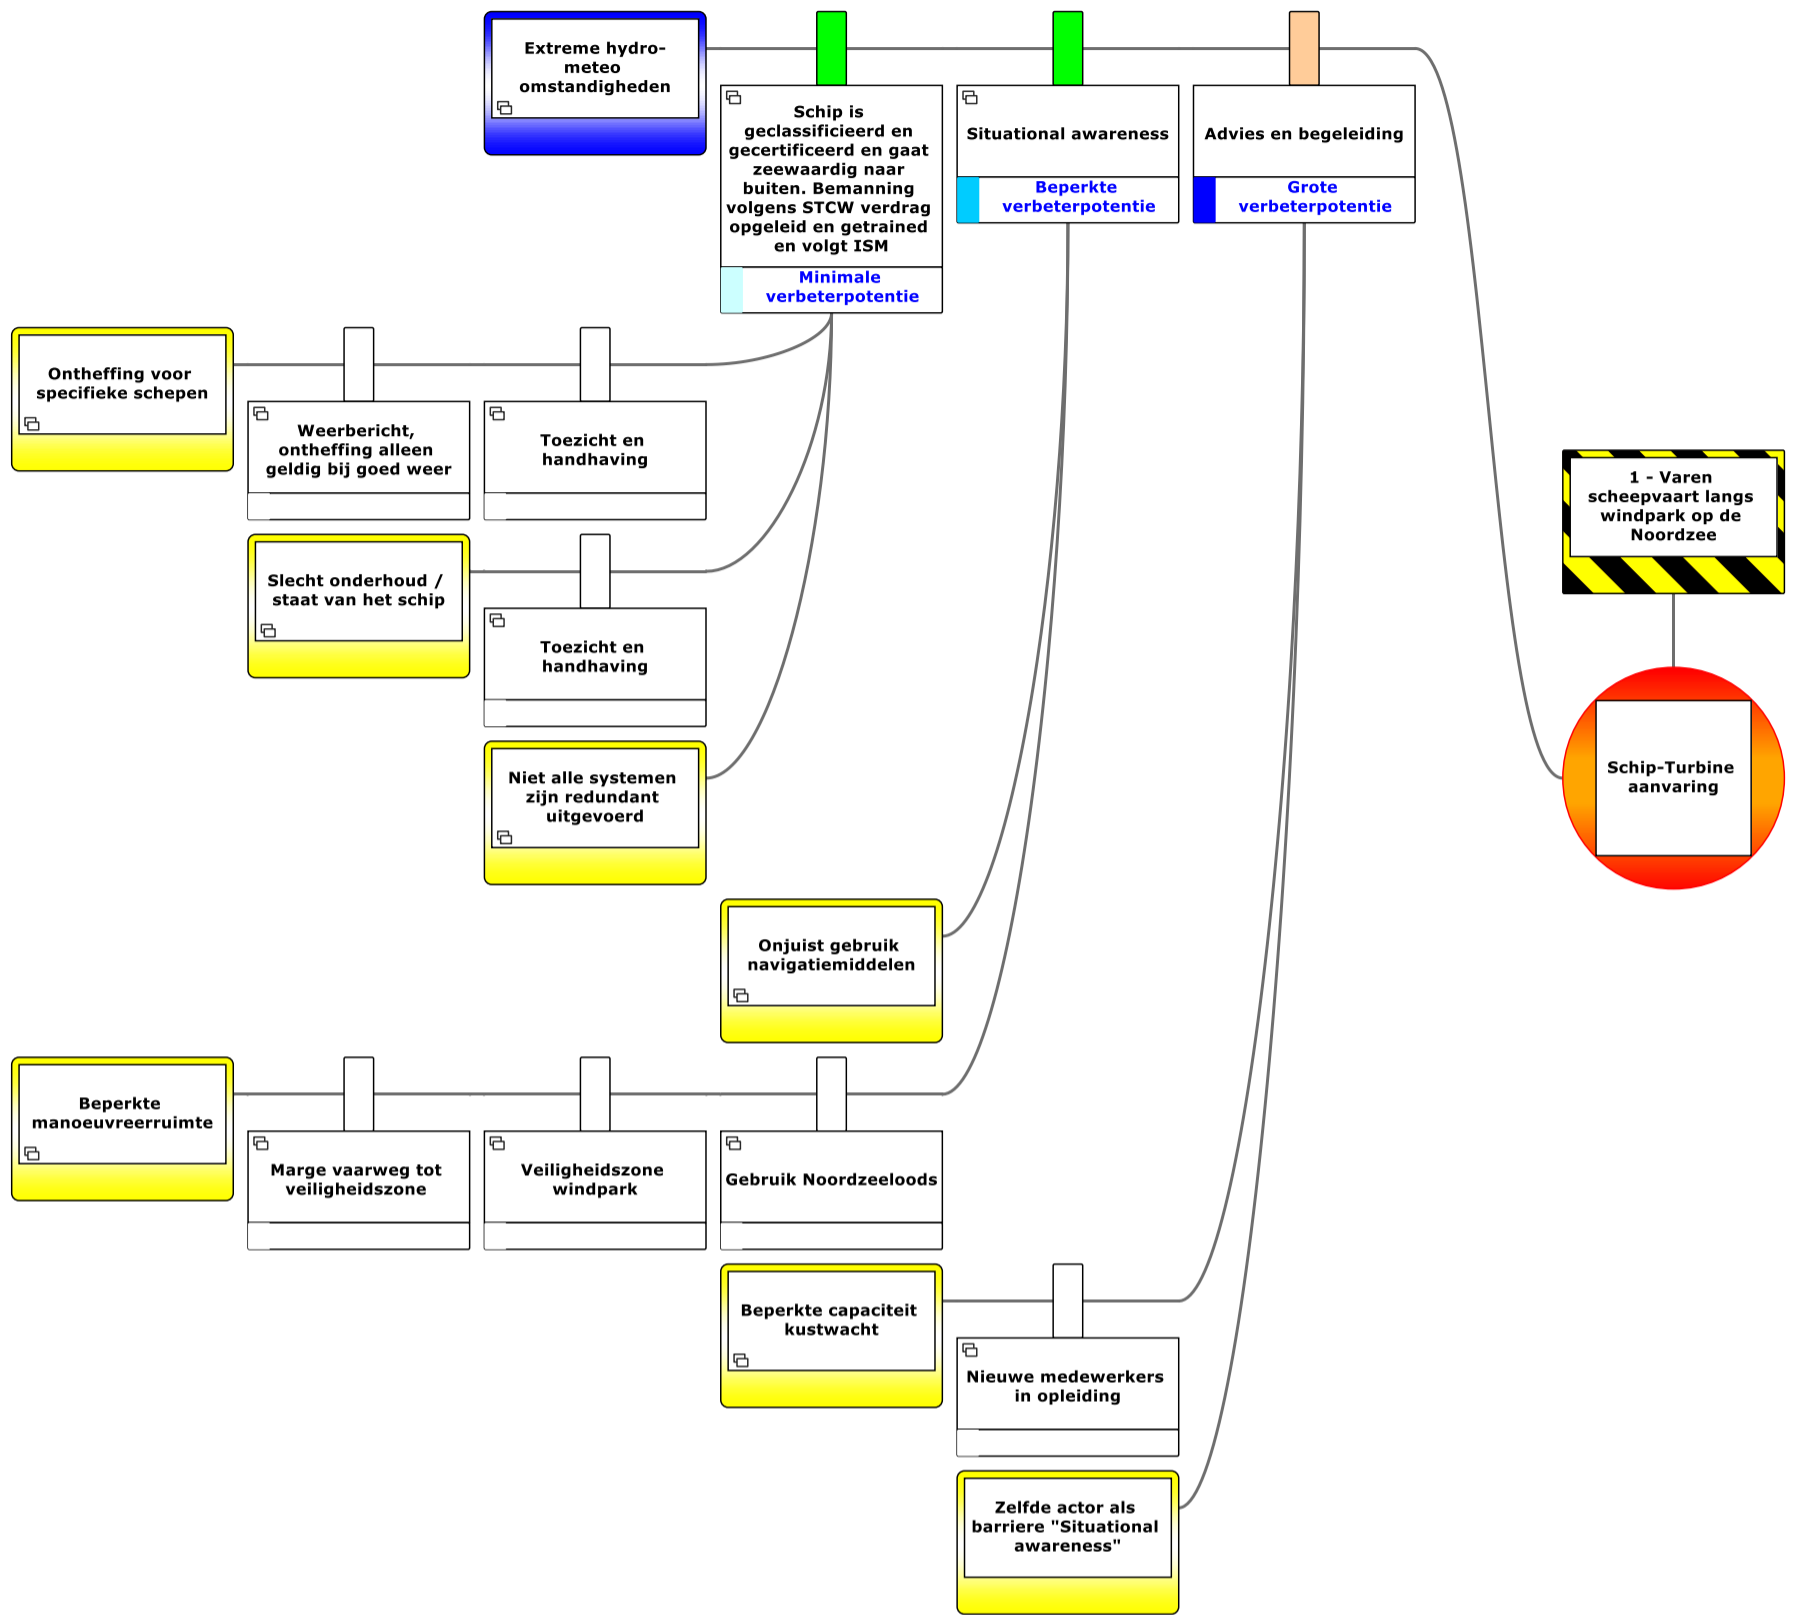 Extreme hydro-
meteo
omstandigheden
Schip is
geclassificieerd en
gecertificeerd en gaat
zeewaardig naar
buiten. Bemanning
volgens STCW verdrag
opgeleid en getrained
en volgt ISM
Minimale
verbeterpotentie
Situational awareness
Beperkte
verbeterpotentie
Advies en begeleiding
Grote
verbeterpotentie
Ontheffing voor
specifieke schepen
Weerbericht,
ontheffing alleen
geldig bij goed weer
Toezicht en
handhaving
1 - Varen
scheepvaart langs
windpark op de
Noordzee
Slecht onderhoud /
staat van het schip
Toezicht en
handhaving
Schip-Turbine
aanvaring
Niet alle systemen
zijn redundant
uitgevoerd
Onjuist gebruik
navigatiemiddelen
Beperkte
manoeuvreerruimte
Marge vaarweg tot
veiligheidszone
Veiligheidszone
windpark
Gebruik Noordzeeloods
Beperkte capaciteit
kustwacht
Nieuwe medewerkers
in opleiding
Zelfde actor als
barriere "Situational
awareness"